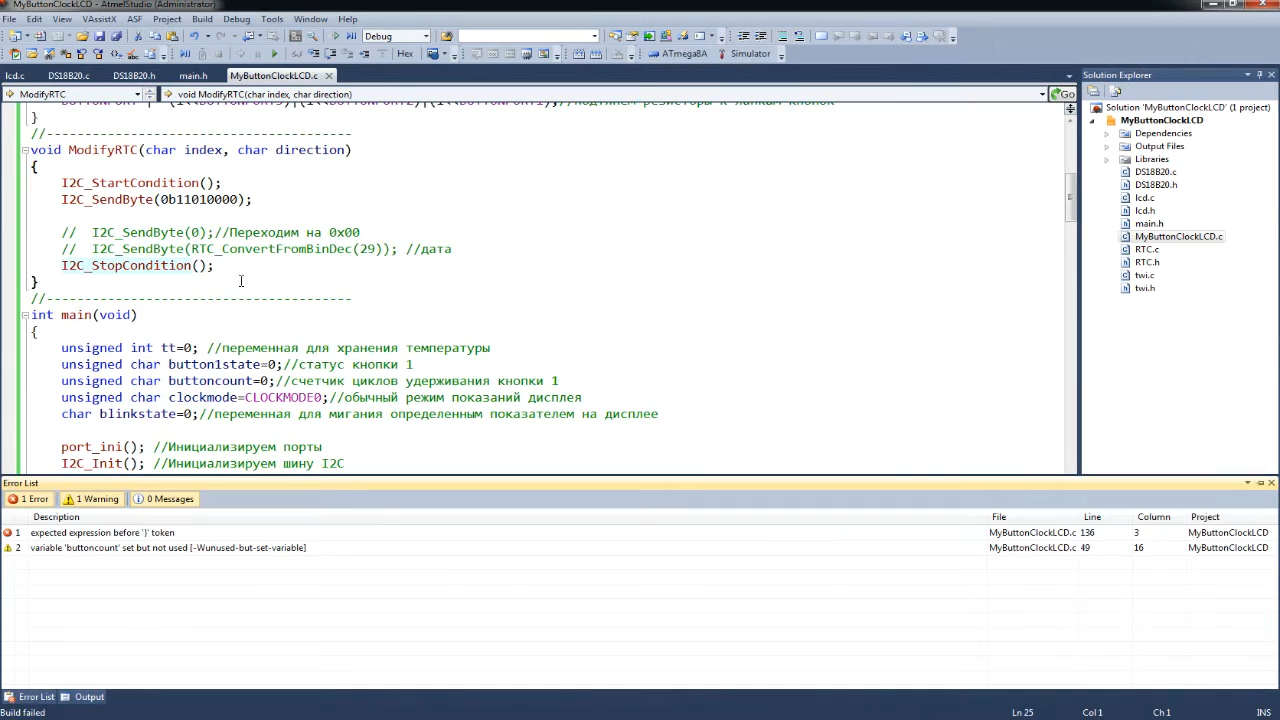 MyButtonClockLCD (Running) - AtmelStudio (Administrator)
File Edit View VAssistX ASF Project Build Debug Tools Window Help
Debug
Hex ATmega8A Simulator
lcd.c DS18B20.c DS18B20.h main.h MyButtonClockLCD.c
ModifyRTC void ModifyRTC(char index, char direction) Go
}
//----------------------------------------
void ModifyRTC(char index, char direction)
{
I2C_StartCondition();
I2C_SendByte(0b11010000);
// I2C_SendByte(0);//Переходим на 0x00
// I2C_SendByte(RTC_ConvertFromBinDec(29)); //дата
I2C_StopCondition();
}
//----------------------------------------
int main(void)
{
unsigned int tt=0; //переменная для хранения температуры
unsigned char button1state=0;//статус кнопки 1
unsigned char buttoncount=0;//счетчик циклов удерживания кнопки 1
unsigned char clockmode=CLOCKMODE0;//обычный режим показаний дисплея
char blinkstate=0;//переменная для мигания определенным показателем на дисплее
port_ini(); //Инициализируем порты
I2C_Init(); //Инициализируем шину I2C
Solution Explorer
Solution 'MyButtonClockLCD' (1 project)
MyButtonClockLCD
Dependencies
Output Files
Libraries
DS18B20.c
DS18B20.h
lcd.c
lcd.h
main.h
MyButtonClockLCD.c
RTC.c
RTC.h
twi.c
twi.h
Error List
1 Error 1 Warning 0 Messages
Description File Line Column Project
1 expected expression before '}' token MyButtonClockLCD.c 136 3 MyButtonClockLCD
2 variable 'buttoncount' set but not used [-Wunused-but-set-variable] MyButtonClockLCD.c 49 16 MyButtonClockLCD
Error List Output
Build failed Ln 25 Col 1 Ch 1 INS